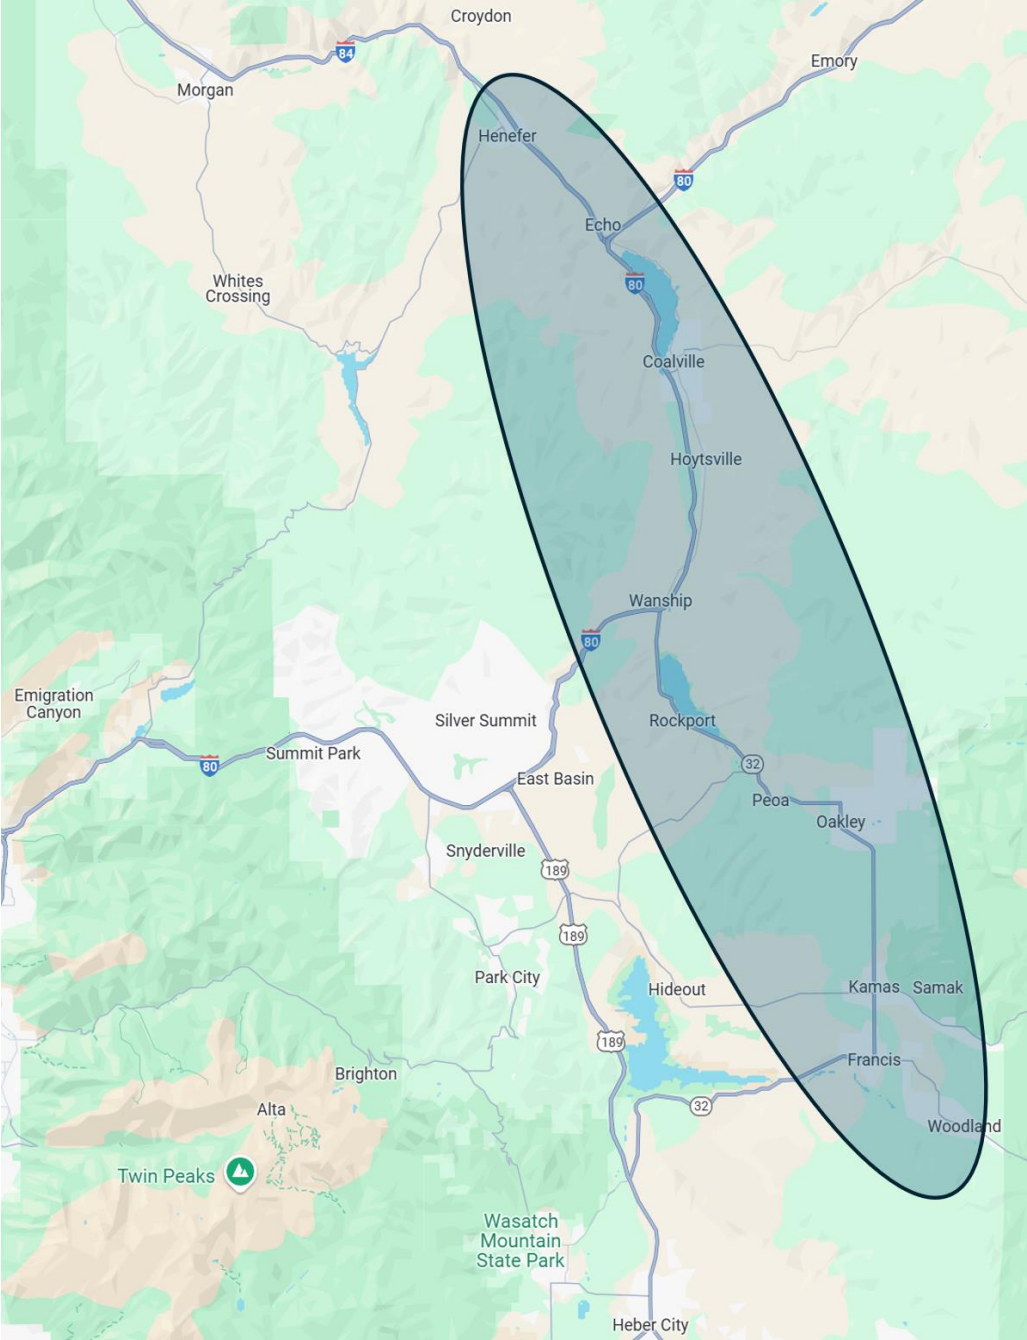 Croydon
84
Emory
Morgan
Henefer
80
Echo
Whites
Crossing
80
Coalville
Hoytsville
Wanship
80
Emigration
Canyon
Silver Summit
Rockport
Summit Park
80
32
East Basin
Peoa
Oakley
Snyderville
189
189
Park City
Hideout
Kamas
Samak
189
Francis
Brighton
Alta
32
Woodland
Twin Peaks
Wasatch
Mountain
State Park
Heber City